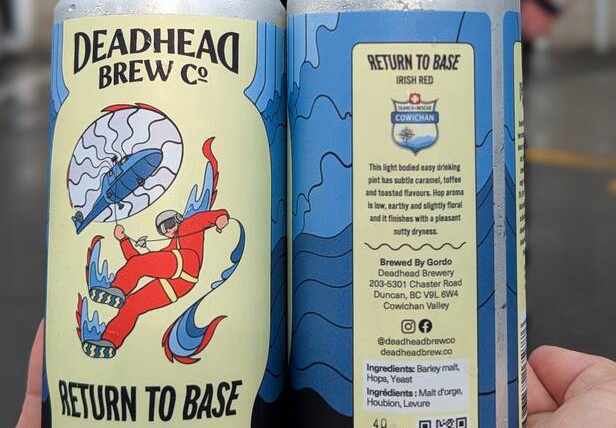 DEADHEAD
BREW Co
RETURN TO BASE
RETURN TO BASE
IRISH RED
SEARCH & RESCUE
COWICHAN
This light bodied easy drinking
pint has subtle caramel, toffee
and toasted flavours. Hop aroma
is low, earthy and slightly floral
and it finishes with a pleasant
nutty dryness.
Brewed By Gordo
Deadhead Brewery
203-5301 Chaster Road
Duncan, BC V9L 6W4
Cowichan Valley
@deadheadbrewco
deadheadbrew.co
Ingredients: Barley malt,
Hops, Yeast
Ingrédients : Malt d'orge,
Houblon, Levure